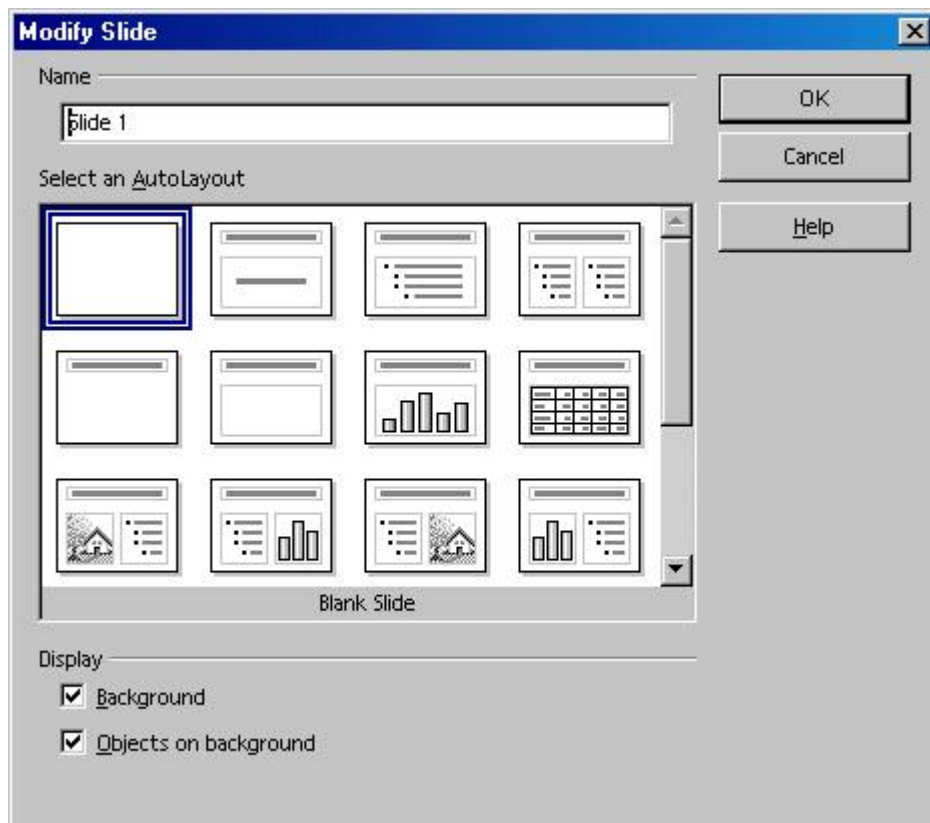 Modify Slide
Name
Slide 1
OK
Cancel
Select an AutoLayout
Help
Blank Slide
Display
Background
Objects on background